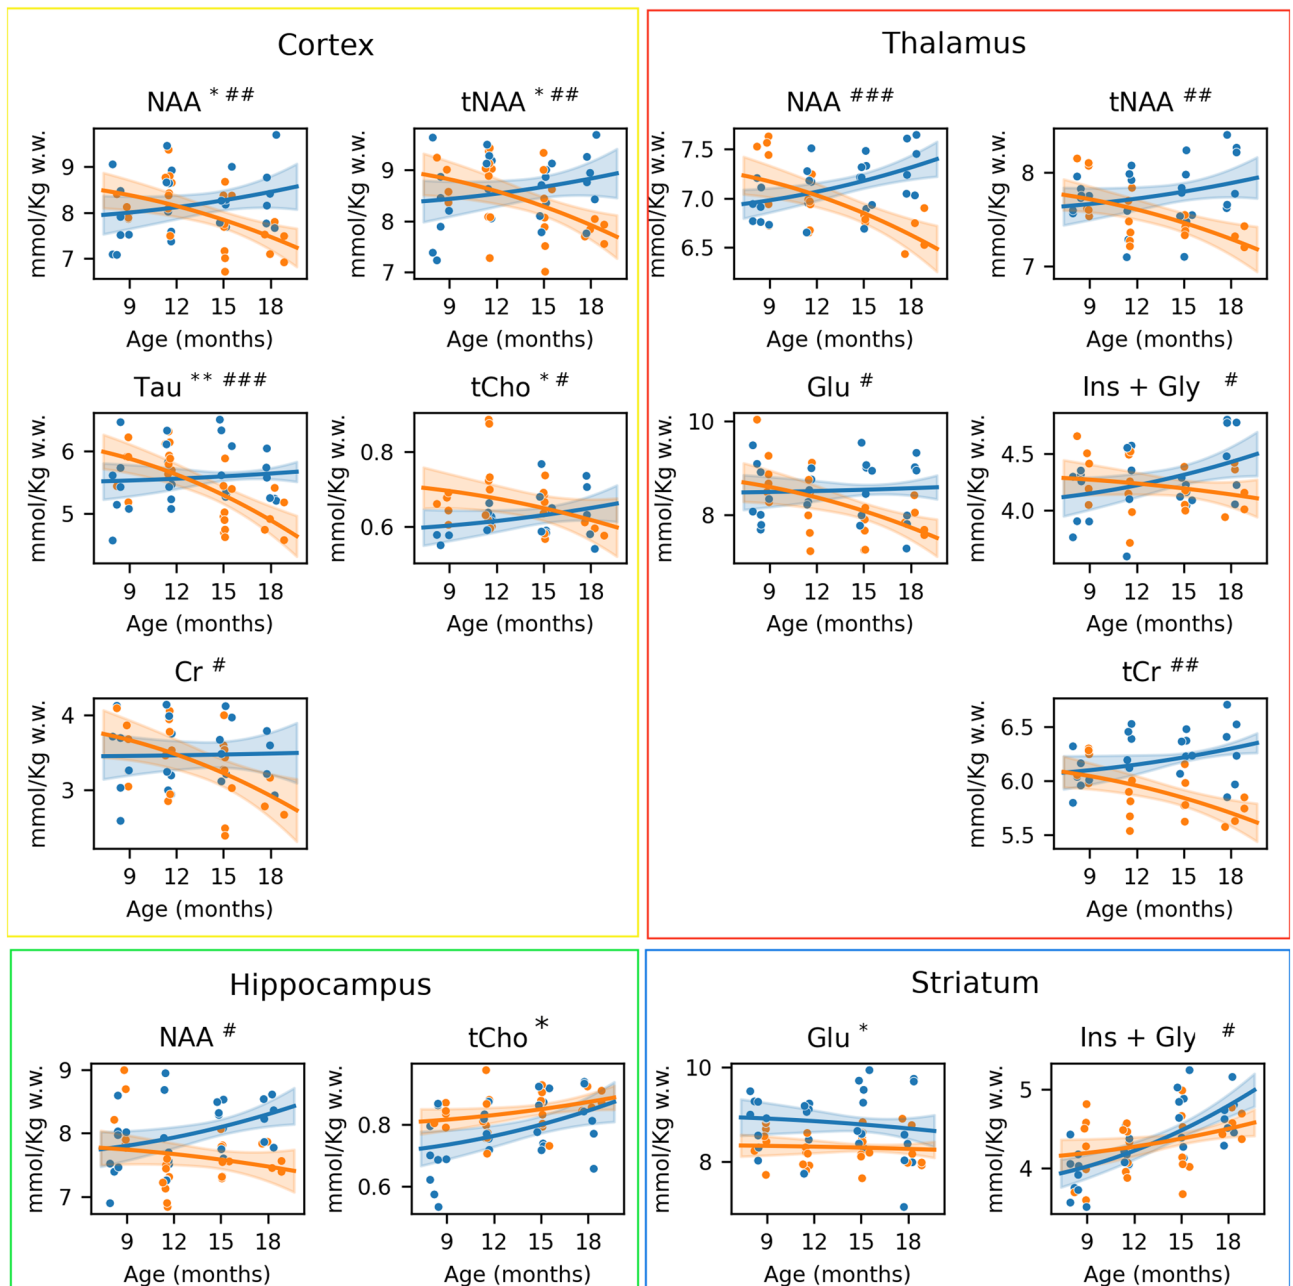 Cortex
NAA * ##
tNAA * ##
mmol/Kg w.w.
9
8
7
9 12 15 18
Age (months)
mmol/Kg w.w.
9
8
7
9 12 15 18
Age (months)
Tau ** ###
tCho * #
mmol/Kg w.w.
6
5
9 12 15 18
Age (months)
mmol/Kg w.w.
0.8
0.6
9 12 15 18
Age (months)
Cr #
mmol/Kg w.w.
4
3
9 12 15 18
Age (months)
Thalamus
NAA ###
tNAA ##
mmol/Kg w.w.
7.5
7.0
6.5
9 12 15 18
Age (months)
mmol/Kg w.w.
8
7
9 12 15 18
Age (months)
Glu #
Ins + Gly #
mmol/Kg w.w.
10
8
9 12 15 18
Age (months)
mmol/Kg w.w.
4.5
4.0
9 12 15 18
Age (months)
tCr ##
mmol/Kg w.w.
6.5
6.0
5.5
9 12 15 18
Age (months)
Hippocampus
NAA #
tCho *
mmol/Kg w.w.
9
8
7
9 12 15 18
Age (months)
mmol/Kg w.w.
0.8
0.6
9 12 15 18
Age (months)
Striatum
Glu *
Ins + Gly #
mmol/Kg w.w.
10
8
9 12 15 18
Age (months)
mmol/Kg w.w.
5
4
9 12 15 18
Age (months)